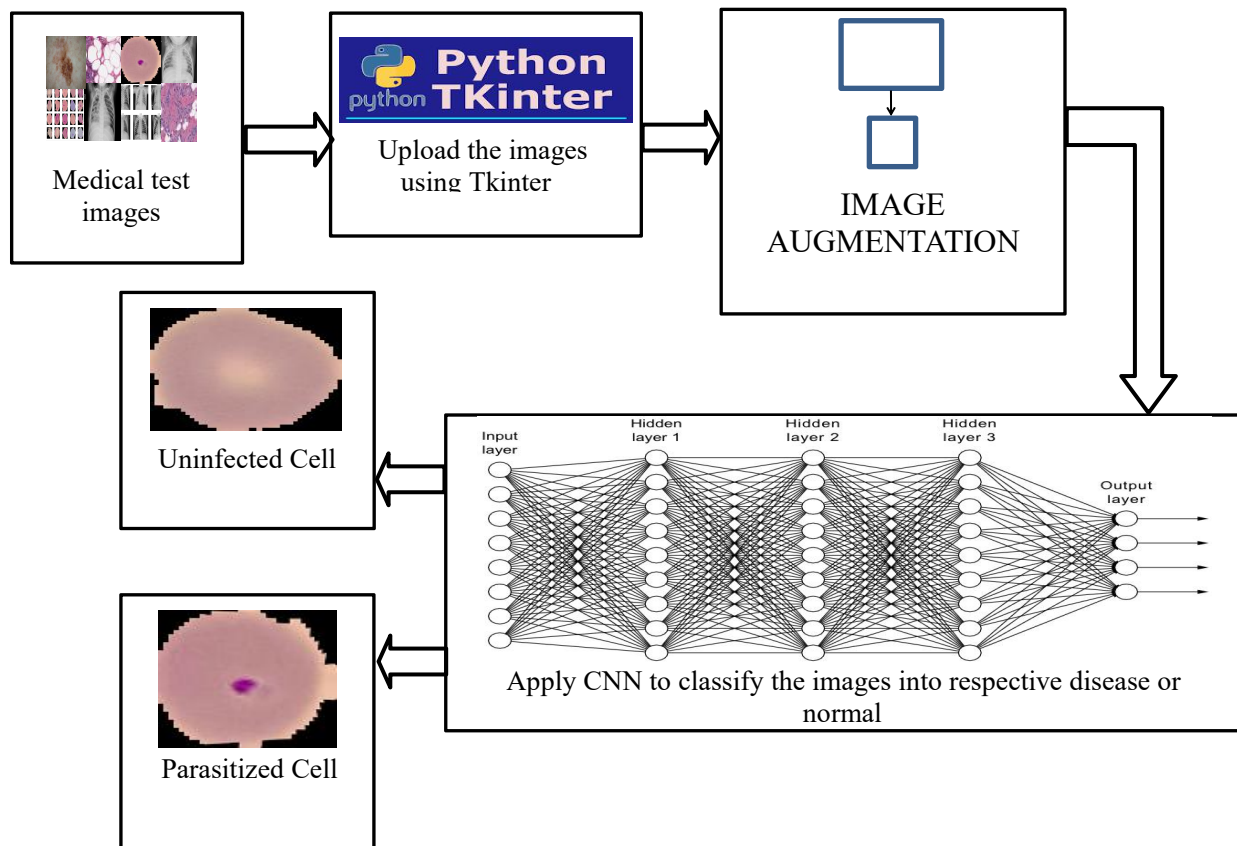 Medical test
images
Python
python TKinter
Upload the images
using Tkinter
IMAGE
AUGMENTATION
Uninfected Cell
Parasitized Cell
Input
layer
Hidden
layer 1
Hidden
layer 2
Hidden
layer 3
Output
layer
Apply CNN to classify the images into respective disease or
normal